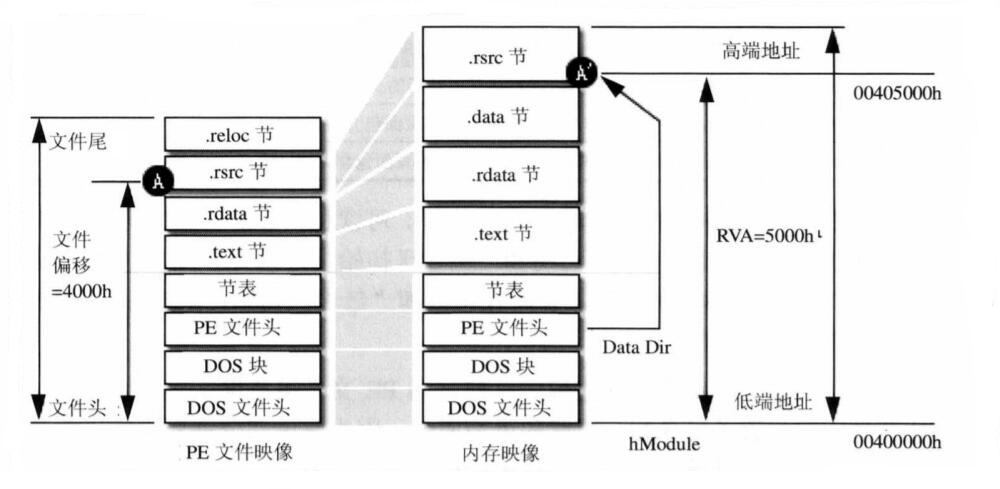 文件尾
.reloc 节
A
.rsrc 节
.rdata 节
.text 节
文件
偏移
=4000h
节表
PE 文件头
DOS 块
文件头
DOS 文件头
PE 文件映像
.rsrc 节
A'
.data 节
.rdata 节
.text 节
节表
PE 文件头
DOS 块
DOS 文件头
内存映像
Data Dir
hModule
高端地址
00405000h
RVA=5000h
低端地址
00400000h